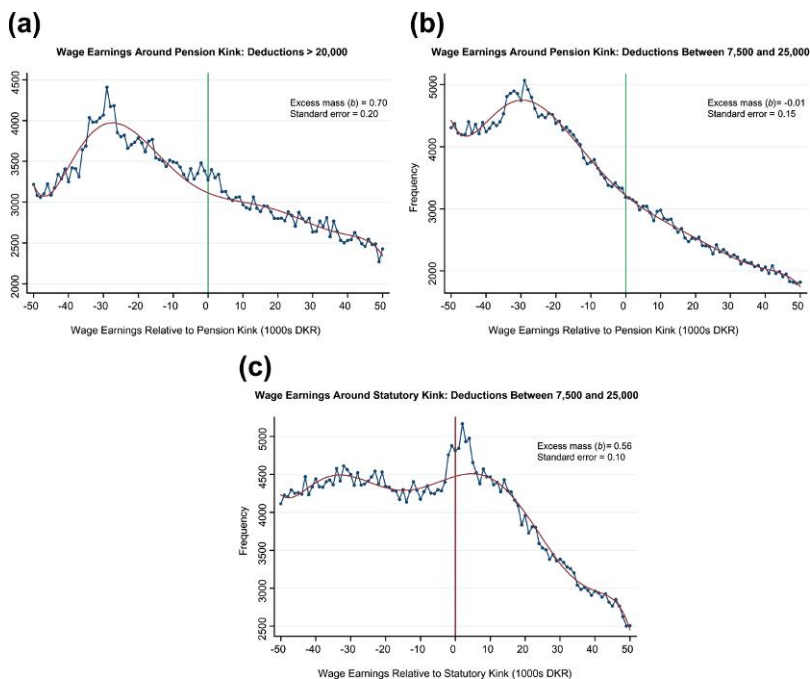 (a)
Wage Earnings Around Pension Kink: Deductions > 20,000
Excess mass (b) = 0.70
Standard error = 0.20
4500
4000
3500
3000
2500
2000
-50 -40 -30 -20 -10 0 10 20 30 40 50
Wage Earnings Relative to Pension Kink (1000s DKR)
(b)
Wage Earnings Around Pension Kink: Deductions Between 7,500 and 25,000
Excess mass (b)= -0.01
Standard error = 0.15
Frequency
5000
4000
3000
2000
-50 -40 -30 -20 -10 0 10 20 30 40 50
Wage Earnings Relative to Pension Kink (1000s DKR)
(c)
Wage Earnings Around Statutory Kink: Deductions Between 7,500 and 25,000
Excess mass (b)= 0.56
Standard error = 0.10
Frequency
5000
4500
4000
3500
3000
2500
-50 -40 -30 -20 -10 0 10 20 30 40 50
Wage Earnings Relative to Statutory Kink (1000s DKR)